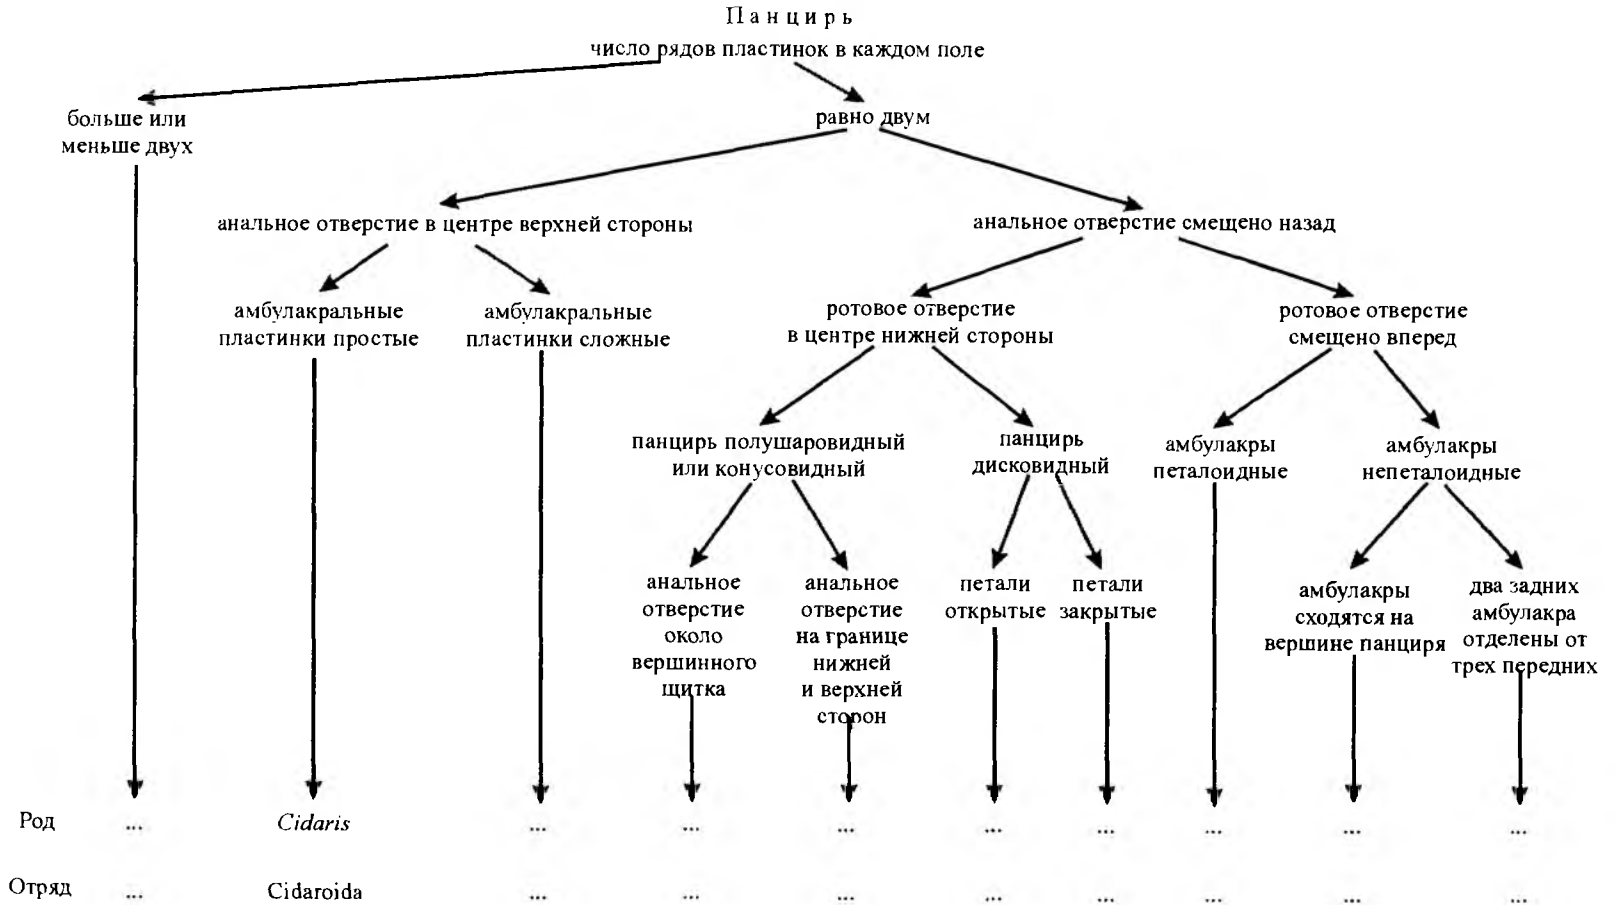 Панцирь
число рядов пластинок в каждом поле
больше или
меньше двух
равно двум
анальное отверстие в центре верхней стороны
анальное отверстие смещено назад
амбулакральные
пластинки простые
амбулакральные
пластинки сложные
ротовое отверстие
в центре нижней стороны
ротовое отверстие
смещено вперед
панцирь полушаровидный
или конусовидный
панцирь
дисковидный
амбулакры
петалоидные
амбулакры
непеталоидные
анальное
отверстие
около
вершинного
щитка
анальное
отверстие
на границе
нижней
и верхней
сторон
петали
открытые
петали
закрытые
амбулакры
сходятся на
вершине панциря
два задних
амбулакра
отделены от
трех передних
Род ... Cidaris ... ... ... ... ... ... ... ...
Отряд ... Cidaroida ... ... ... ... ... ... ... ...